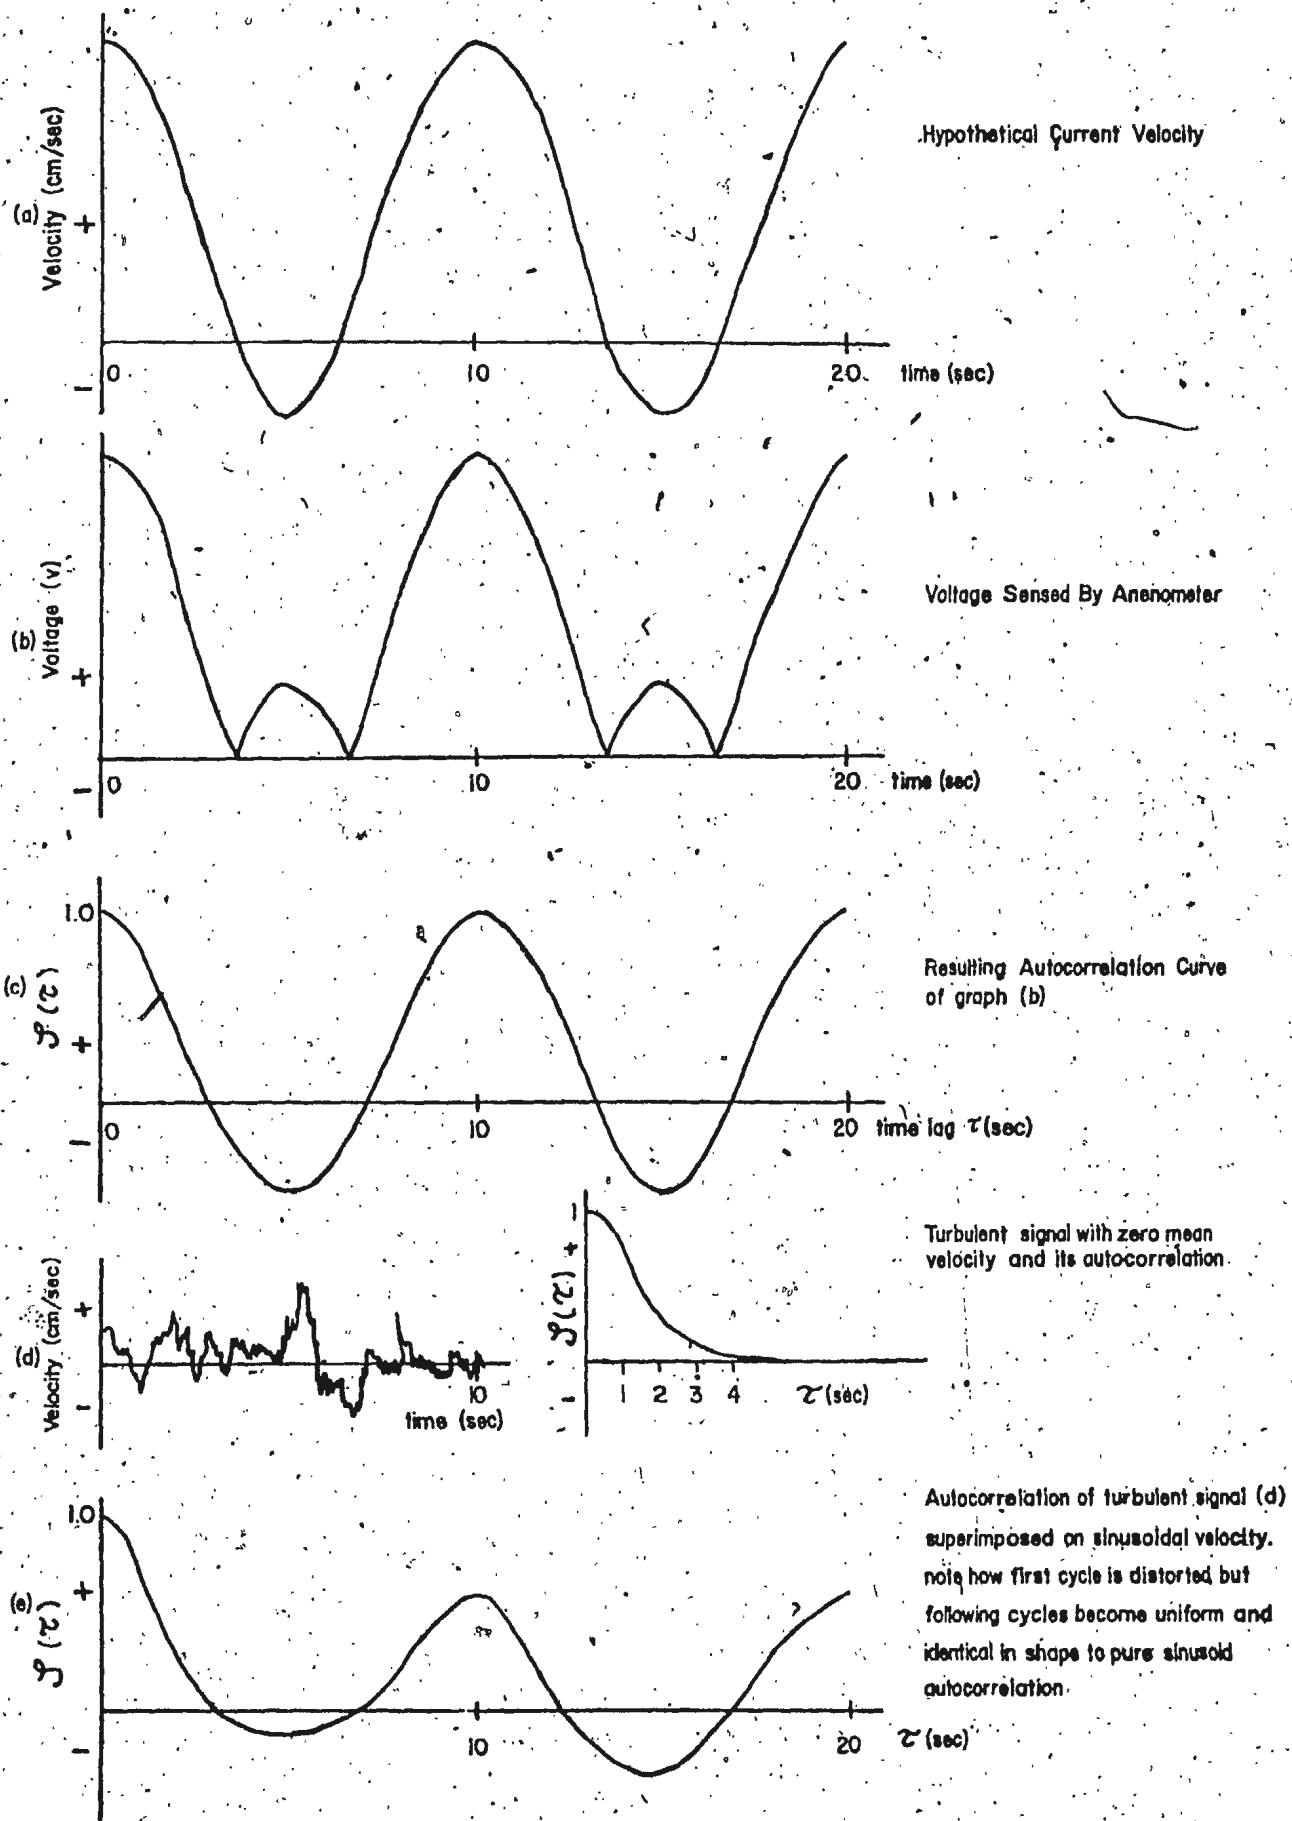 (a)
Velocity (cm/sec)
+
−
0
10
20
time (sec)
Hypothetical Current Velocity
(b)
Voltage (v)
+
−
0
10
20
time (sec)
Voltage Sensed By Anenometer
(c)
𝒫(τ)
1.0
+
−
0
10
20
time lag τ (sec)
Resulting Autocorrelation Curve
of graph (b)
(d)
Velocity (cm/sec)
+
−
10
time (sec)
𝒫(τ)
+
−
1
2
3
4
τ (sec)
Turbulent signal with zero mean
velocity and its autocorrelation.
(e)
𝒫(τ)
1.0
+
−
10
20
τ (sec)
Autocorrelation of turbulent signal (d)
superimposed on sinusoidal velocity.
note how first cycle is distorted but
following cycles become uniform and
identical in shape to pure sinusoid
autocorrelation.